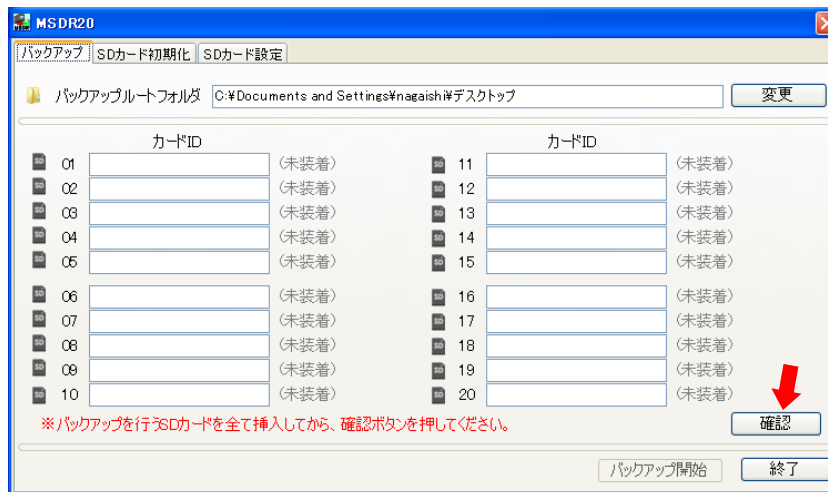 MSDR20
バックアップ SDカード初期化 SDカード設定
バックアップルートフォルダ C:¥Documents and Settings¥nagaishi¥デスクトップ 変更
カードID カードID
01 (未装着) 11 (未装着)
02 (未装着) 12 (未装着)
03 (未装着) 13 (未装着)
04 (未装着) 14 (未装着)
05 (未装着) 15 (未装着)
06 (未装着) 16 (未装着)
07 (未装着) 17 (未装着)
08 (未装着) 18 (未装着)
09 (未装着) 19 (未装着)
10 (未装着) 20 (未装着)
※バックアップを行うSDカードを全て挿入してから、確認ボタンを押してください。 確認
バックアップ開始 終了